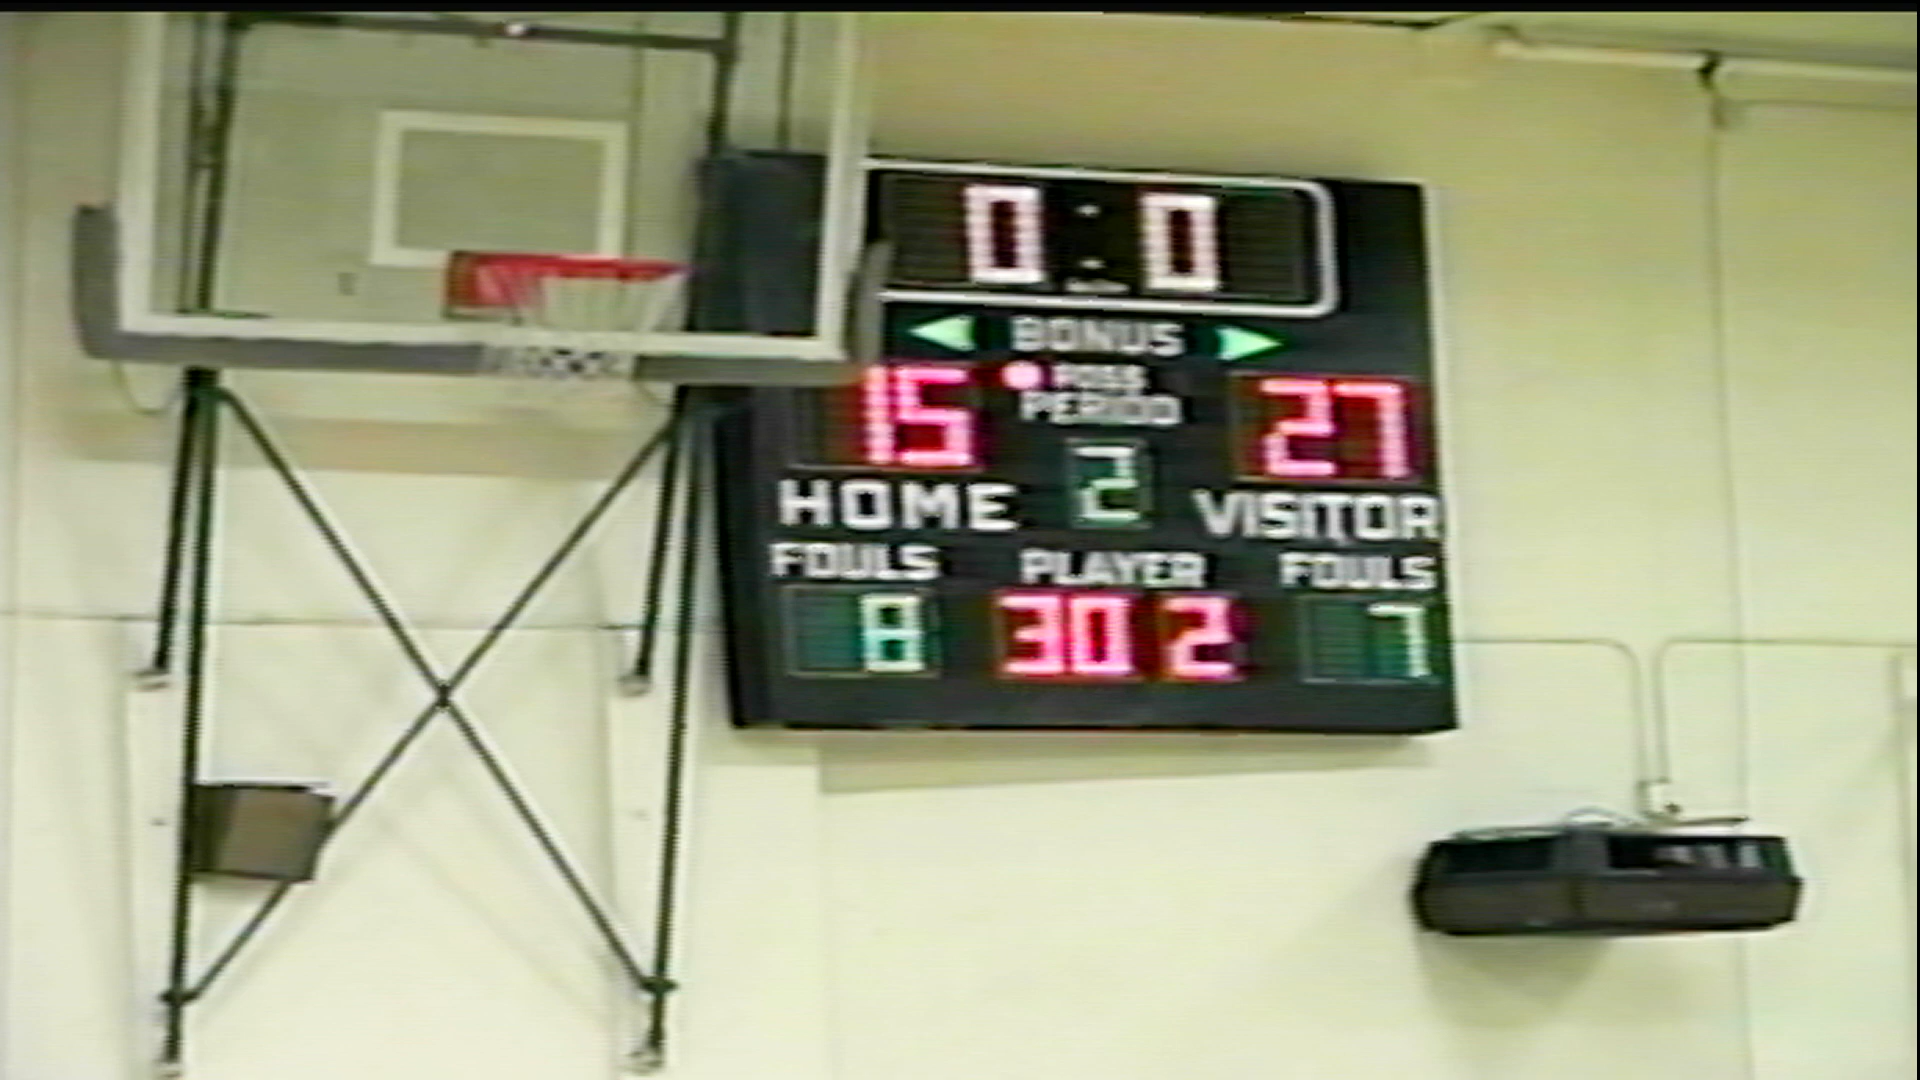 0:0
BONUS
15 POSS 27
PERIOD
2
HOME VISITOR
FOULS PLAYER FOULS
8 30 2 7